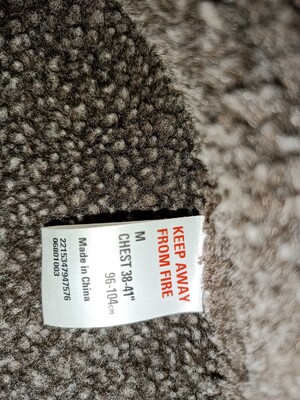 KEEP AWAY
FROM FIRE
M
CHEST 38-41"
96-104cm
Made in China
2215347947576
06801003